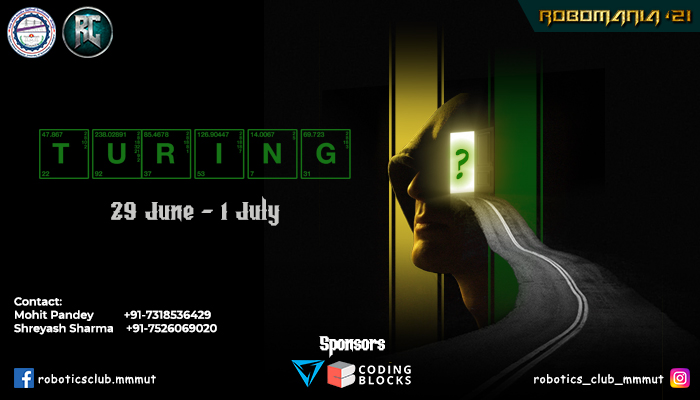 RC
ROBOMANIA '21
47.867 238.02891 85.4678 126.90447 14.0067 69.723
T U R I N G
22 92 37 53 7 31
?
29 June - 1 July
Contact:
Mohit Pandey +91-7318536429
Shreyash Sharma +91-7526069020
Sponsors
CODING
BLOCKS
roboticsclub.mmmut
robotics_club_mmmut